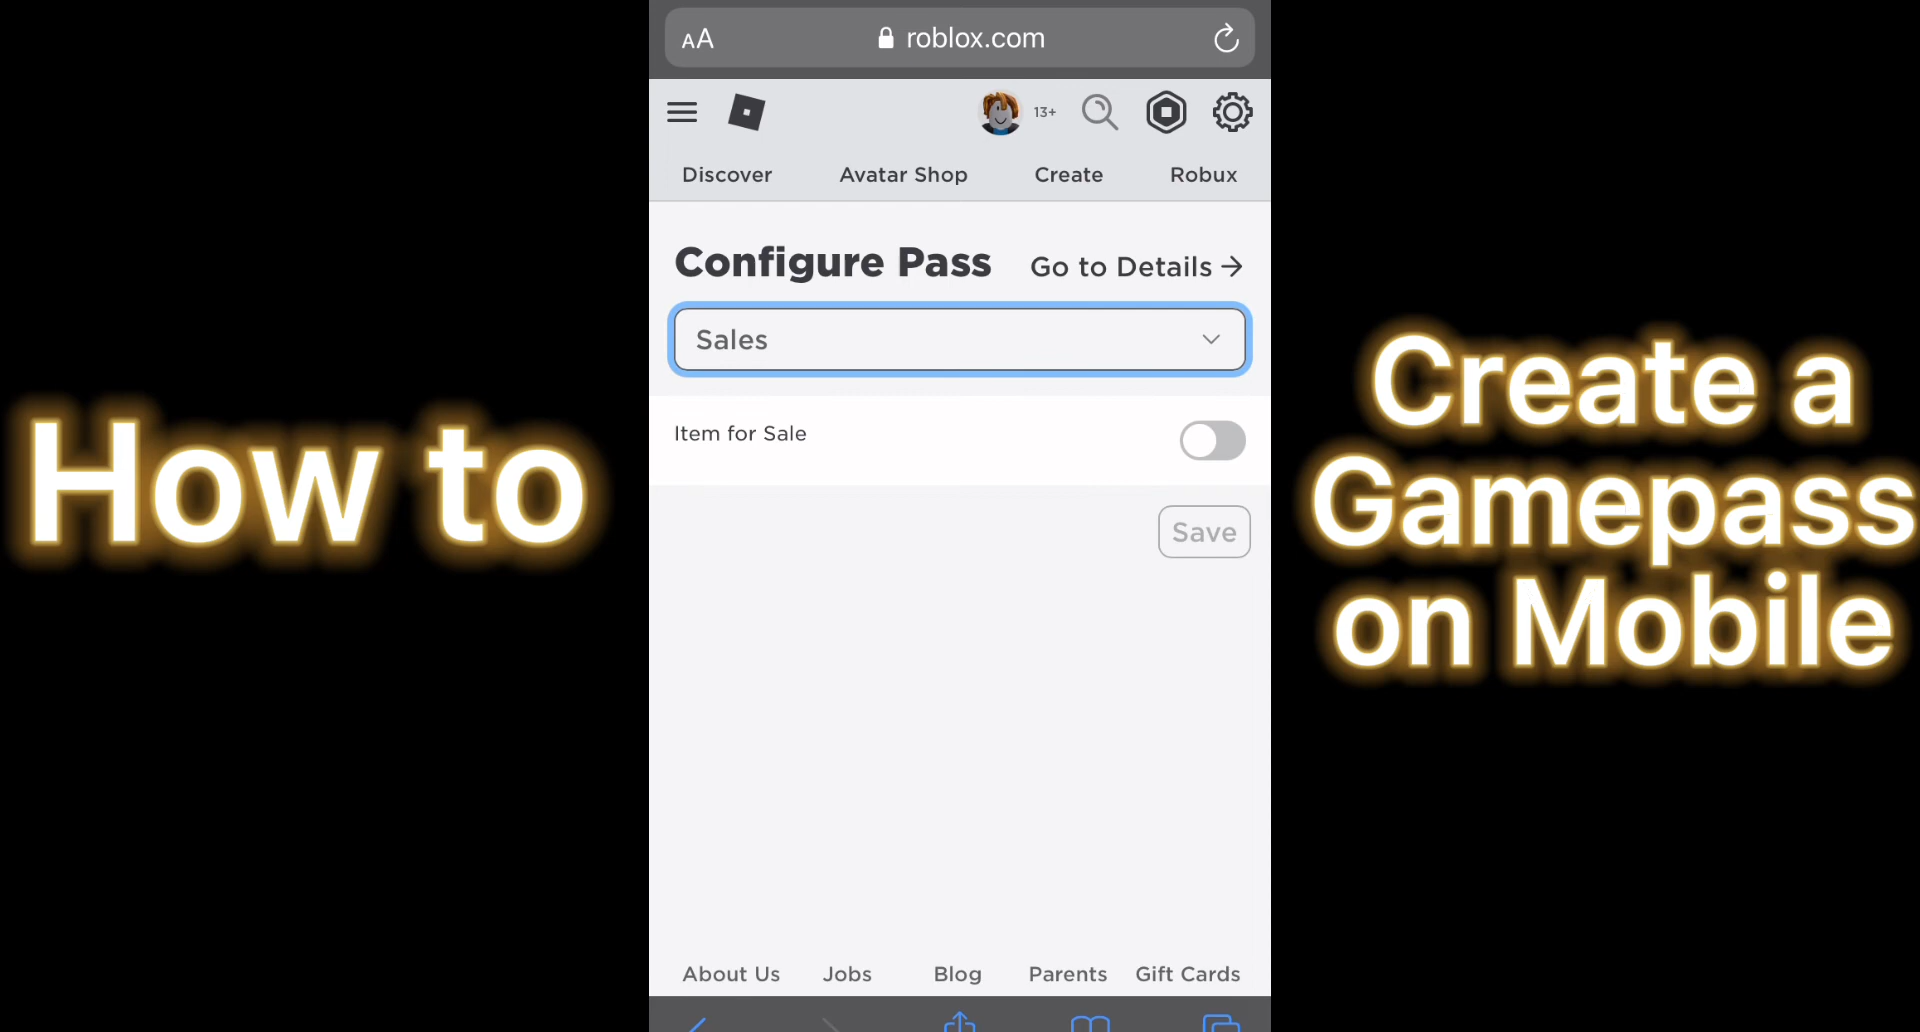 AA roblox.com
13+
Discover Avatar Shop Create Robux
Configure Pass Go to Details →
Sales
Item for Sale
Save
About Us Jobs Blog Parents Gift Cards
How to
Create a
Gamepass
on Mobile